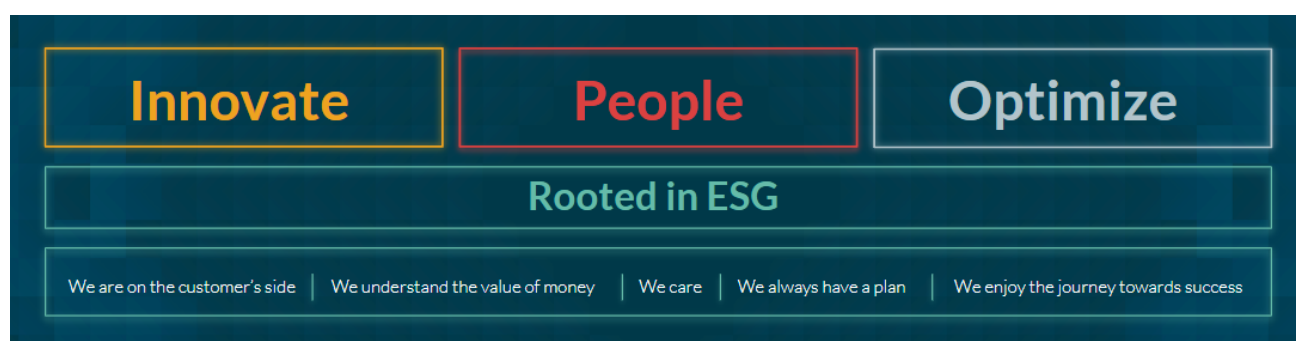 Innovate People Optimize
Rooted in ESG
We are on the customer's side We understand the value of money We care We always have a plan We enjoy the journey towards success